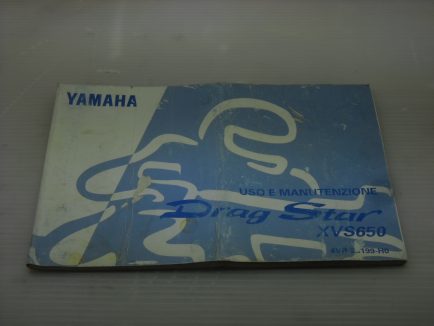 YAMAHA
USO E MANUTENZIONE
Drag Star
XVS650